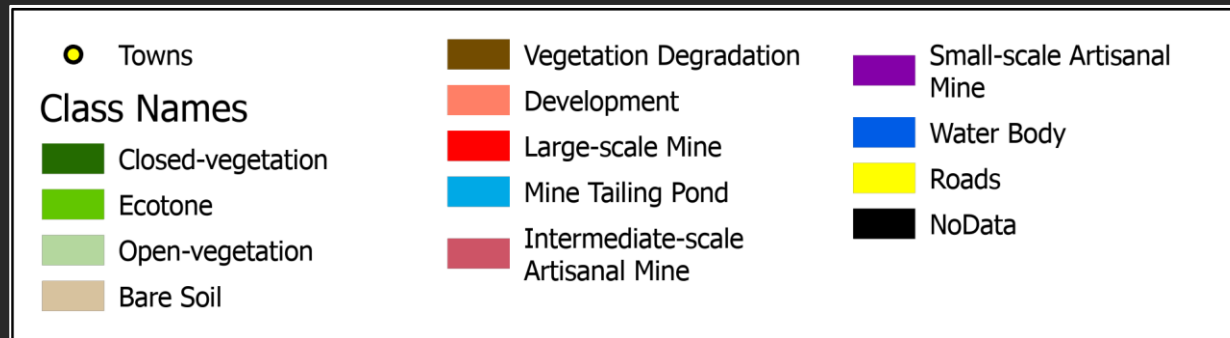 Towns
Class Names
Closed-vegetation
Ecotone
Open-vegetation
Bare Soil
Vegetation Degradation
Development
Large-scale Mine
Mine Tailing Pond
Intermediate-scale
Artisanal Mine
Small-scale Artisanal
Mine
Water Body
Roads
NoData